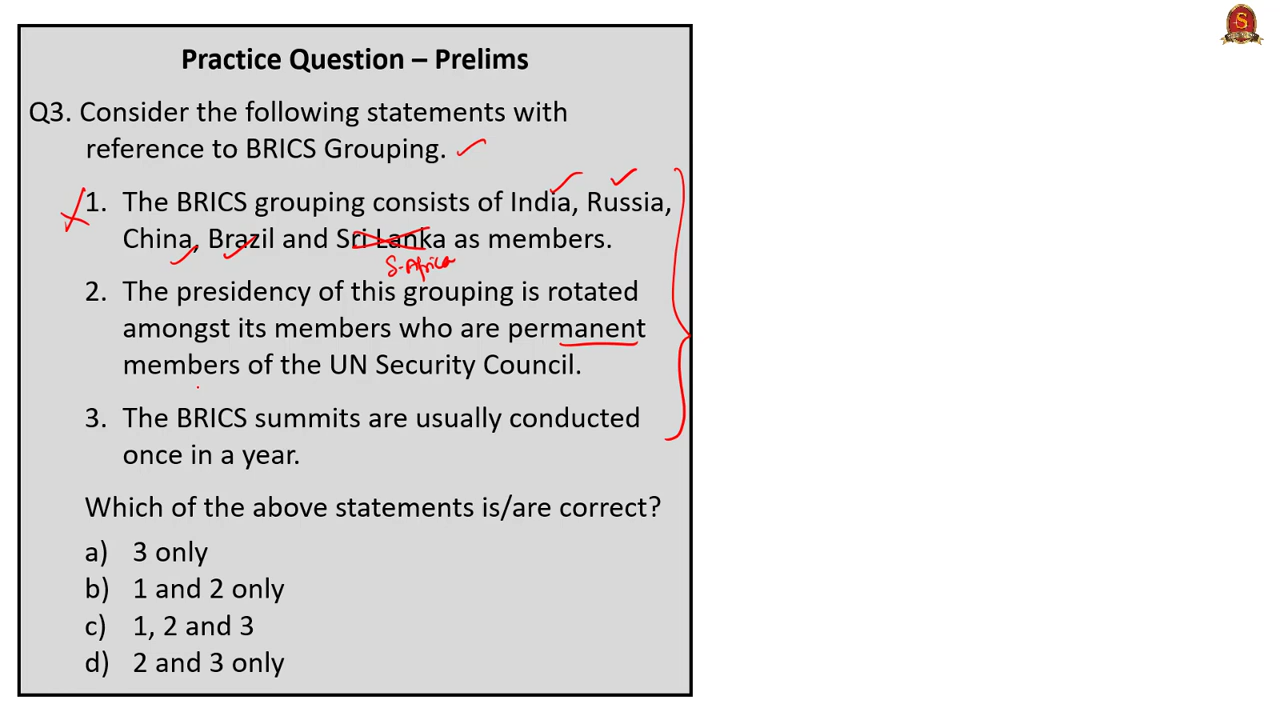 Practice Question – Prelims
Q3. Consider the following statements with
reference to BRICS Grouping.
1. The BRICS grouping consists of India, Russia,
China, Brazil and Sri Lanka as members.
S-Africa
2. The presidency of this grouping is rotated
amongst its members who are permanent
members of the UN Security Council.
3. The BRICS summits are usually conducted
once in a year.
Which of the above statements is/are correct?
a) 3 only
b) 1 and 2 only
c) 1, 2 and 3
d) 2 and 3 only
S